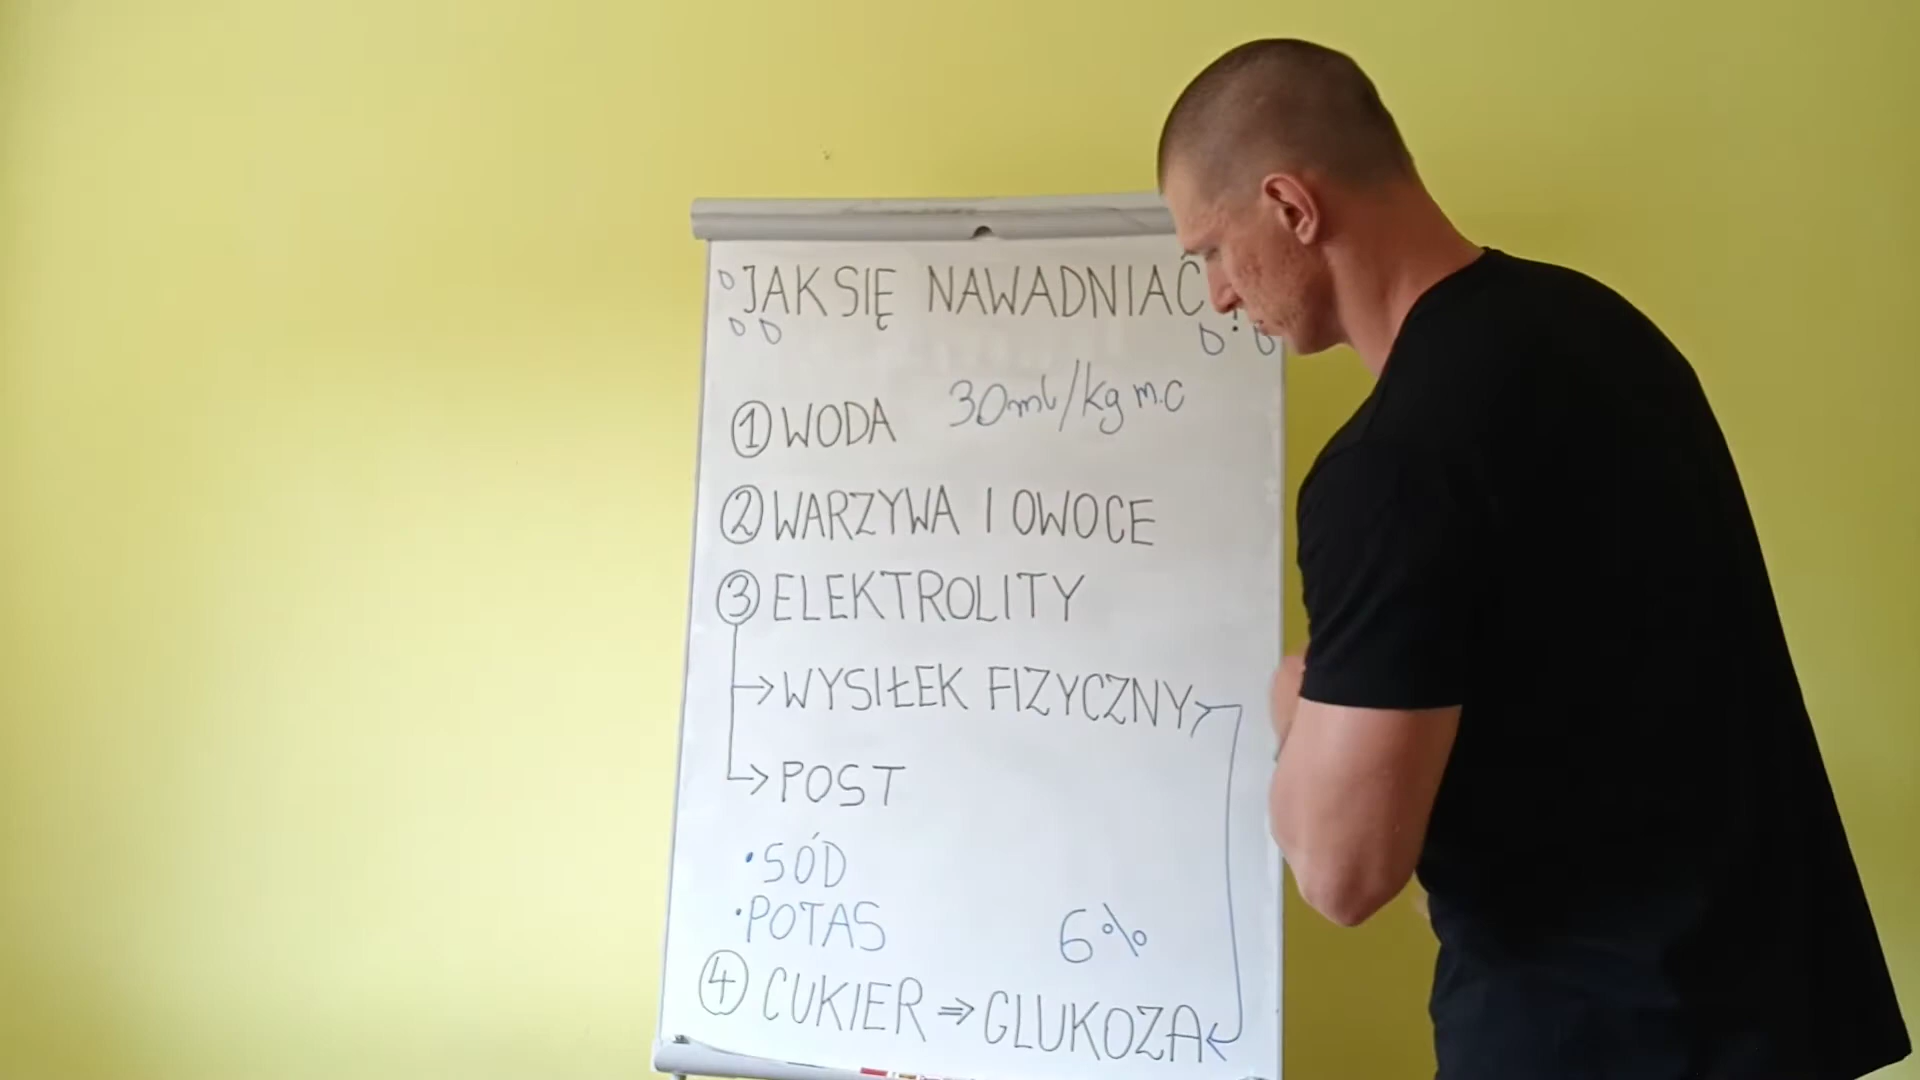 JAK SIĘ NAWADNIAĆ?
① WODA 30ml/kg m.c
② WARZYWA I OWOCE
③ ELEKTROLITY
→ WYSIŁEK FIZYCZNY
→ POST
• SÓD
• POTAS
6%
④ CUKIER ⇒ GLUKOZA